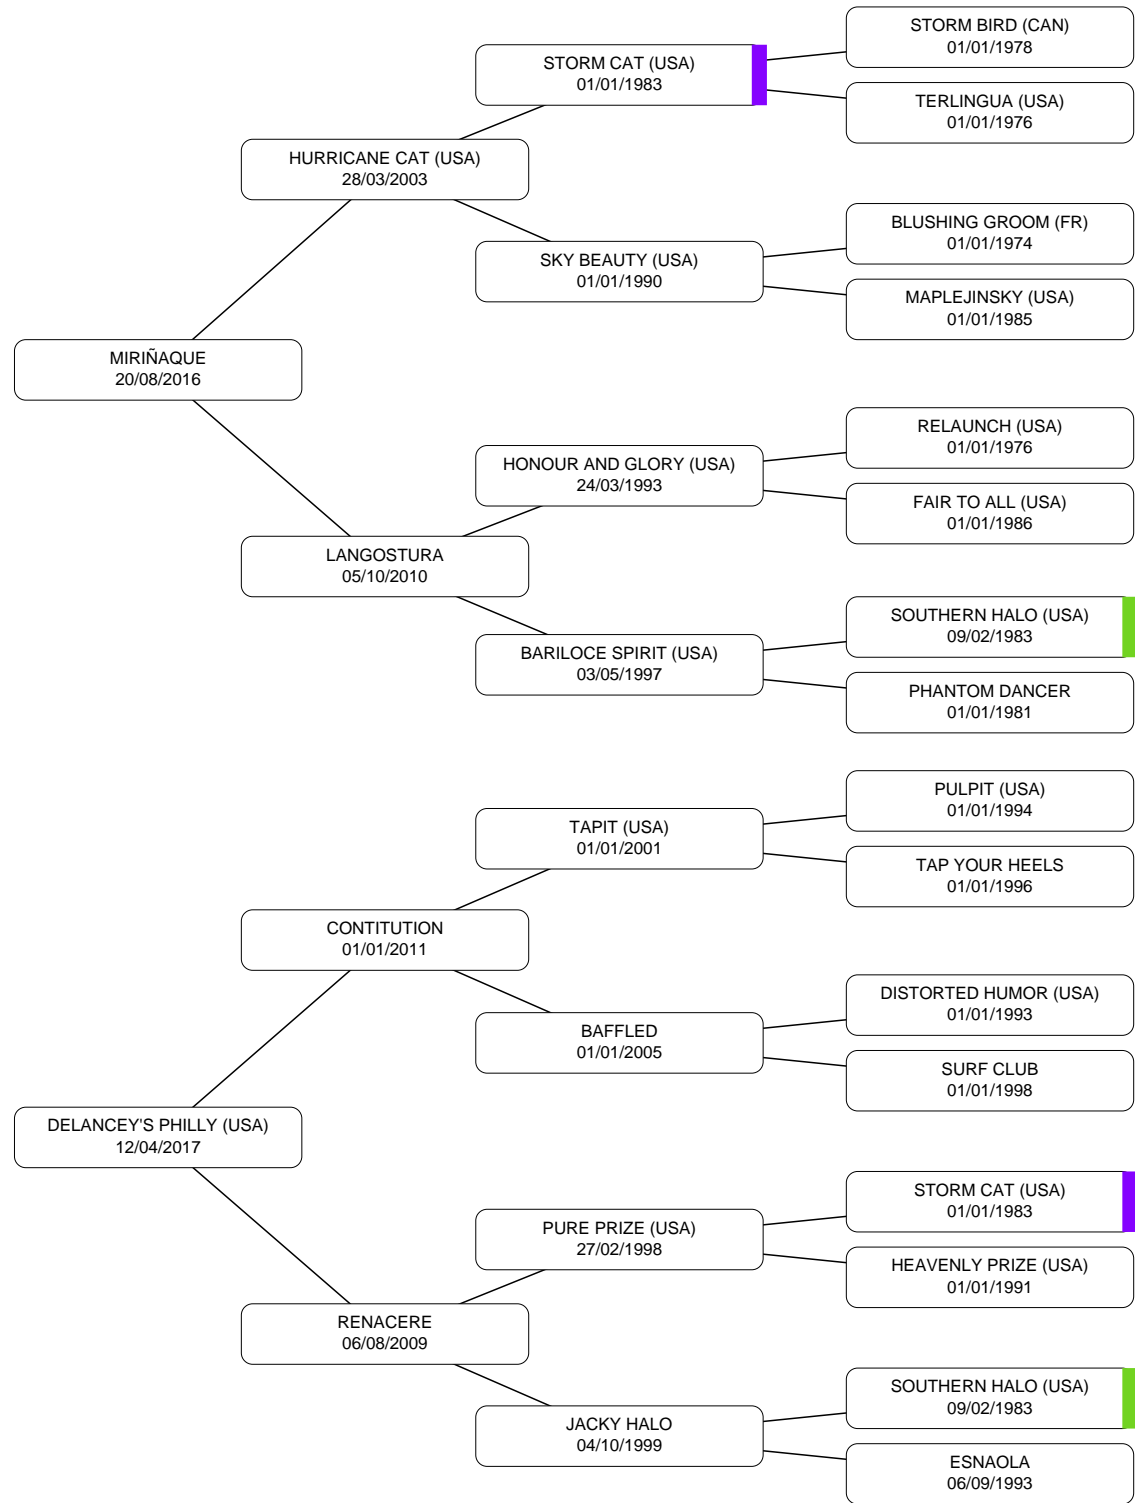 STORM BIRD (CAN)
01/01/1978
STORM CAT (USA)
01/01/1983
TERLINGUA (USA)
01/01/1976
HURRICANE CAT (USA)
28/03/2003
BLUSHING GROOM (FR)
01/01/1974
SKY BEAUTY (USA)
01/01/1990
MAPLEJINSKY (USA)
01/01/1985
MIRIÑAQUE
20/08/2016
RELAUNCH (USA)
01/01/1976
HONOUR AND GLORY (USA)
24/03/1993
FAIR TO ALL (USA)
01/01/1986
LANGOSTURA
05/10/2010
SOUTHERN HALO (USA)
09/02/1983
BARILOCE SPIRIT (USA)
03/05/1997
PHANTOM DANCER
01/01/1981
PULPIT (USA)
01/01/1994
TAPIT (USA)
01/01/2001
TAP YOUR HEELS
01/01/1996
CONTITUTION
01/01/2011
DISTORTED HUMOR (USA)
01/01/1993
BAFFLED
01/01/2005
SURF CLUB
01/01/1998
DELANCEY'S PHILLY (USA)
12/04/2017
STORM CAT (USA)
01/01/1983
PURE PRIZE (USA)
27/02/1998
HEAVENLY PRIZE (USA)
01/01/1991
RENACERE
06/08/2009
SOUTHERN HALO (USA)
09/02/1983
JACKY HALO
04/10/1999
ESNAOLA
06/09/1993